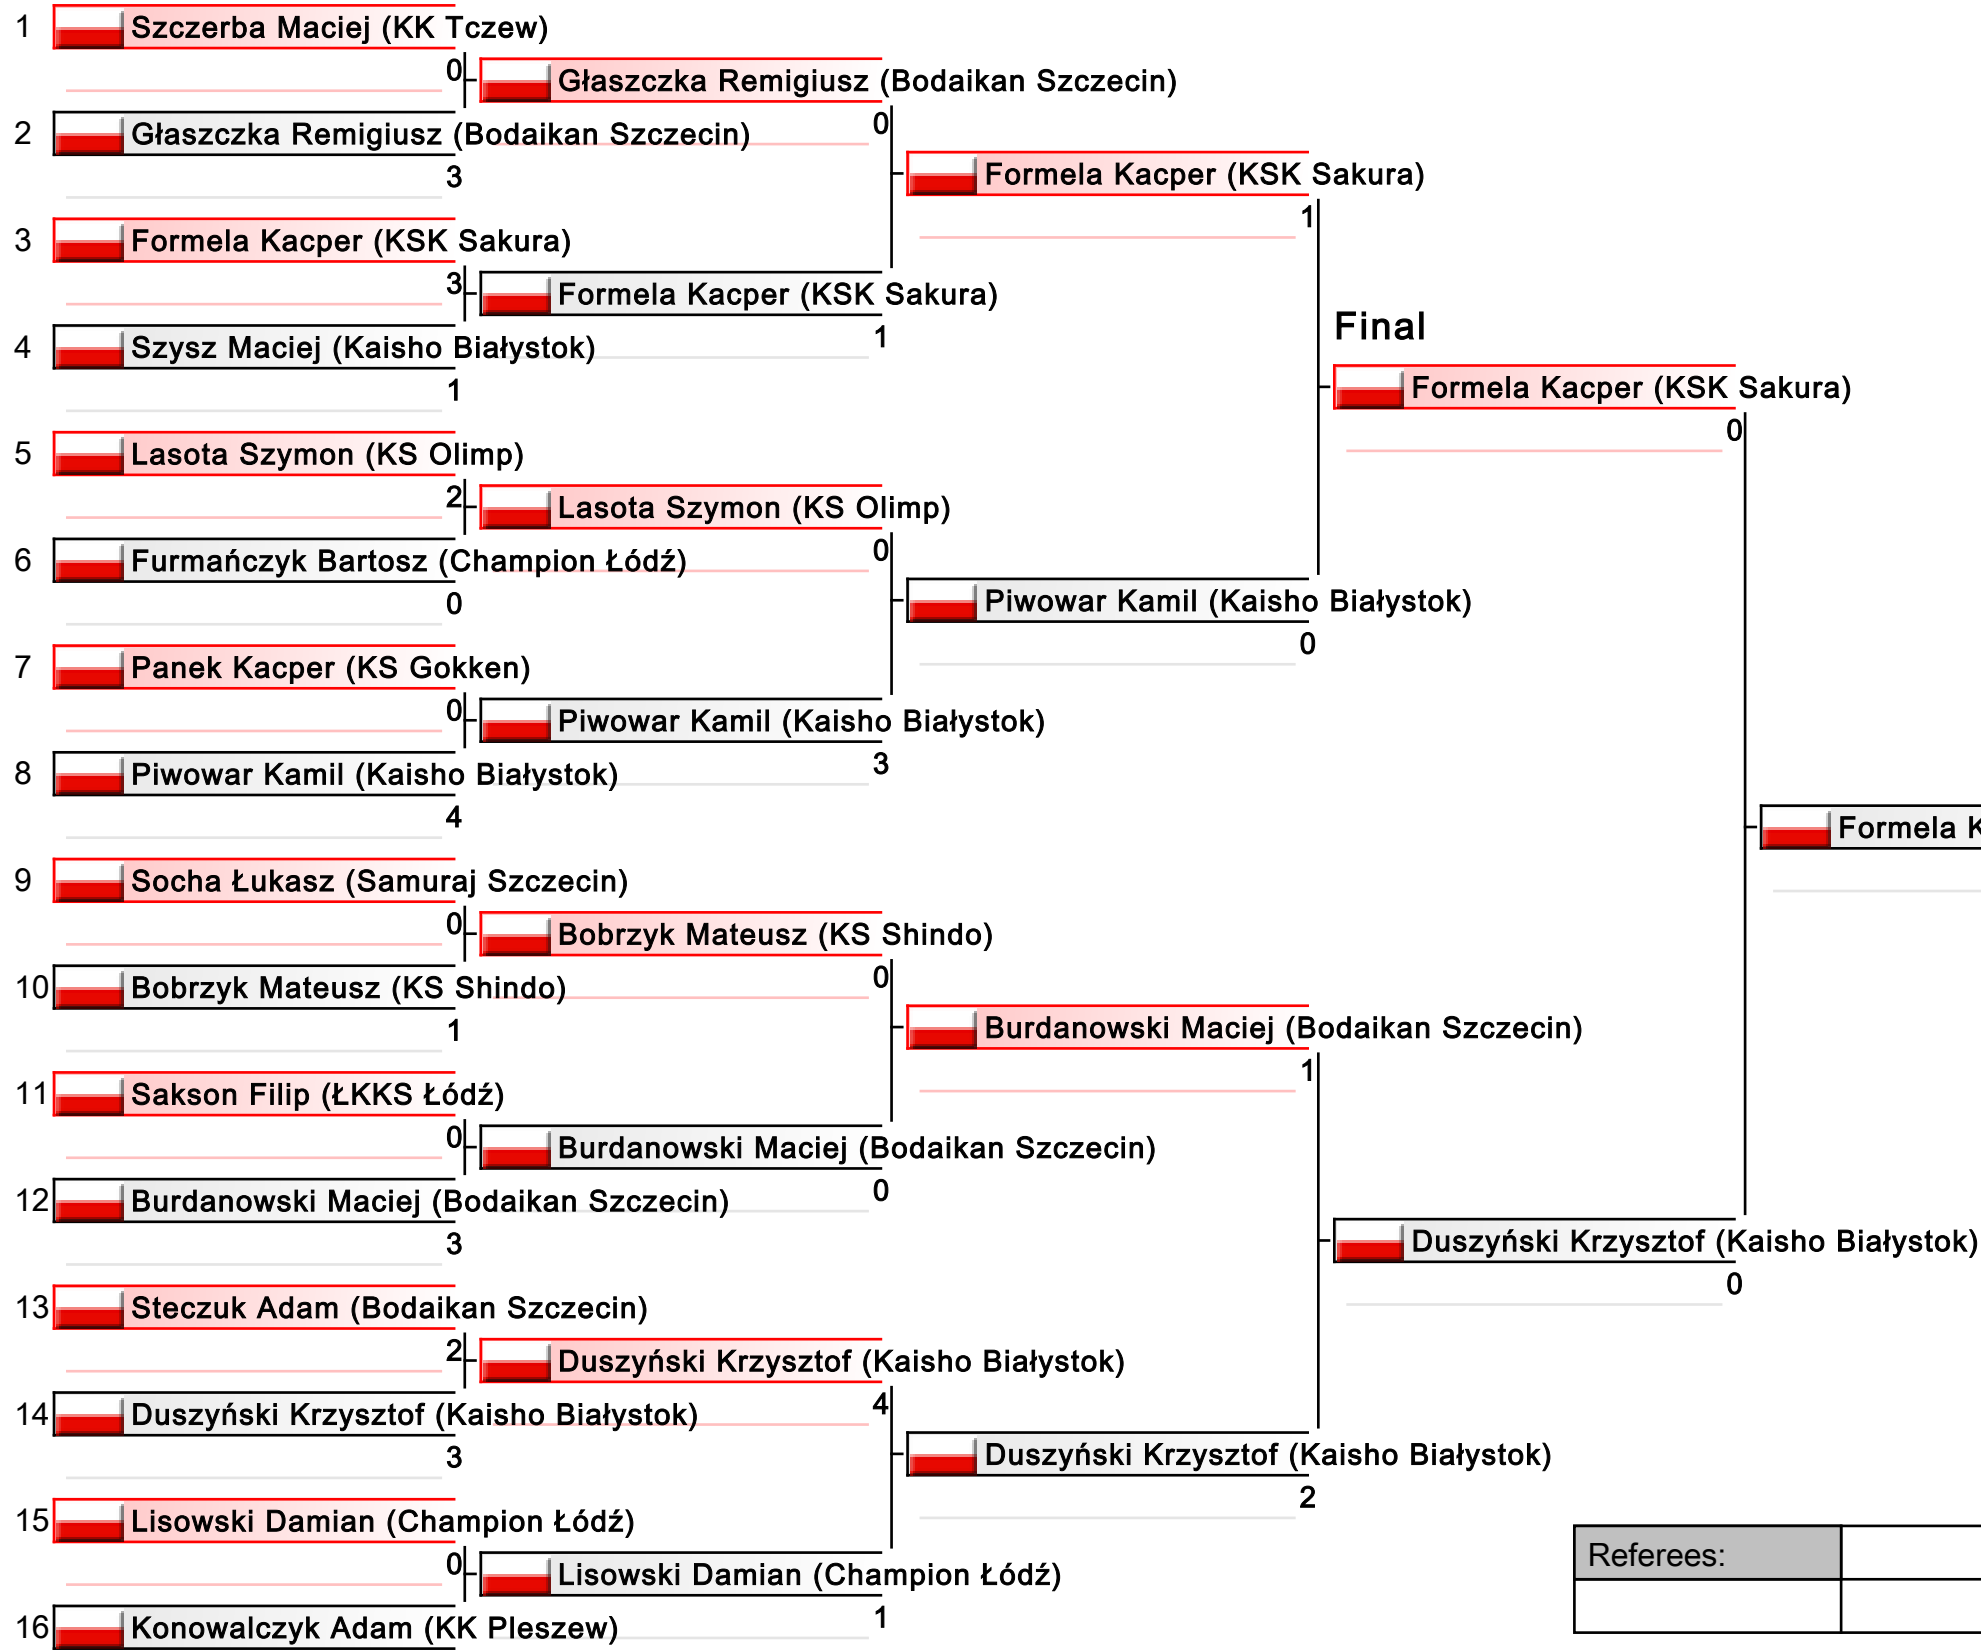 1 Szczerba Maciej (KK Tczew)
0
Głaszczka Remigiusz (Bodaikan Szczecin)
0
2 Głaszczka Remigiusz (Bodaikan Szczecin)
3
Formela Kacper (KSK Sakura)
1
3 Formela Kacper (KSK Sakura)
3
Formela Kacper (KSK Sakura)
1
4 Szysz Maciej (Kaisho Białystok)
1
Final
Formela Kacper (KSK Sakura)
0
5 Lasota Szymon (KS Olimp)
2
Lasota Szymon (KS Olimp)
0
6 Furmańczyk Bartosz (Champion Łódź)
0
Piwowar Kamil (Kaisho Białystok)
0
7 Panek Kacper (KS Gokken)
0
Piwowar Kamil (Kaisho Białystok)
3
8 Piwowar Kamil (Kaisho Białystok)
4
Formela K
9 Socha Łukasz (Samuraj Szczecin)
0
Bobrzyk Mateusz (KS Shindo)
0
10 Bobrzyk Mateusz (KS Shindo)
1
Burdanowski Maciej (Bodaikan Szczecin)
1
11 Sakson Filip (ŁKKS Łódź)
0
Burdanowski Maciej (Bodaikan Szczecin)
0
12 Burdanowski Maciej (Bodaikan Szczecin)
3
Duszyński Krzysztof (Kaisho Białystok)
0
13 Steczuk Adam (Bodaikan Szczecin)
2
Duszyński Krzysztof (Kaisho Białystok)
4
14 Duszyński Krzysztof (Kaisho Białystok)
3
Duszyński Krzysztof (Kaisho Białystok)
2
15 Lisowski Damian (Champion Łódź)
0
Lisowski Damian (Champion Łódź)
1
16 Konowalczyk Adam (KK Pleszew)
Referees: